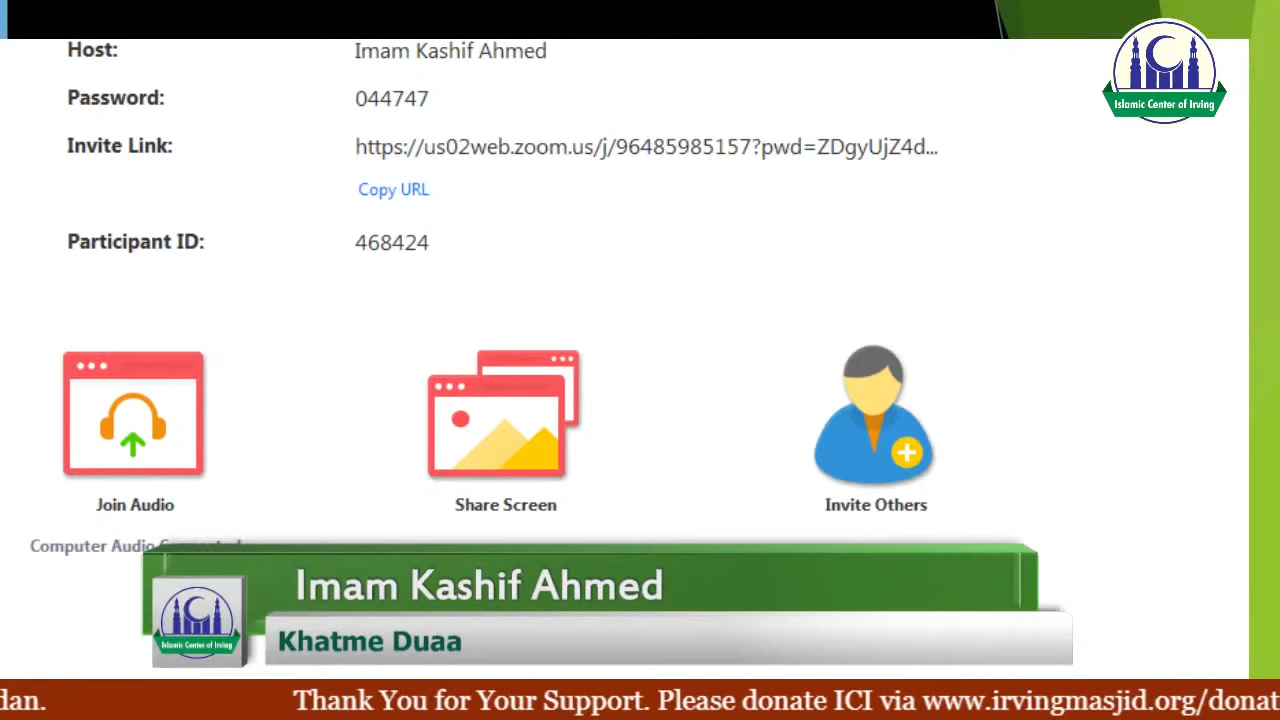 Host: Imam Kashif Ahmed
Islamic Center of Irving
Password: 044747
Invite Link: https://us02web.zoom.us/j/96485985157?pwd=ZDgyUjZ4d...
Copy URL
Participant ID: 468424
Join Audio Share Screen Invite Others
Computer Audio
Imam Kashif Ahmed
Islamic Center of Irving
Khatme Duaa
dan. Thank You for Your Support. Please donate ICI via www.irvingmasjid.org/donat